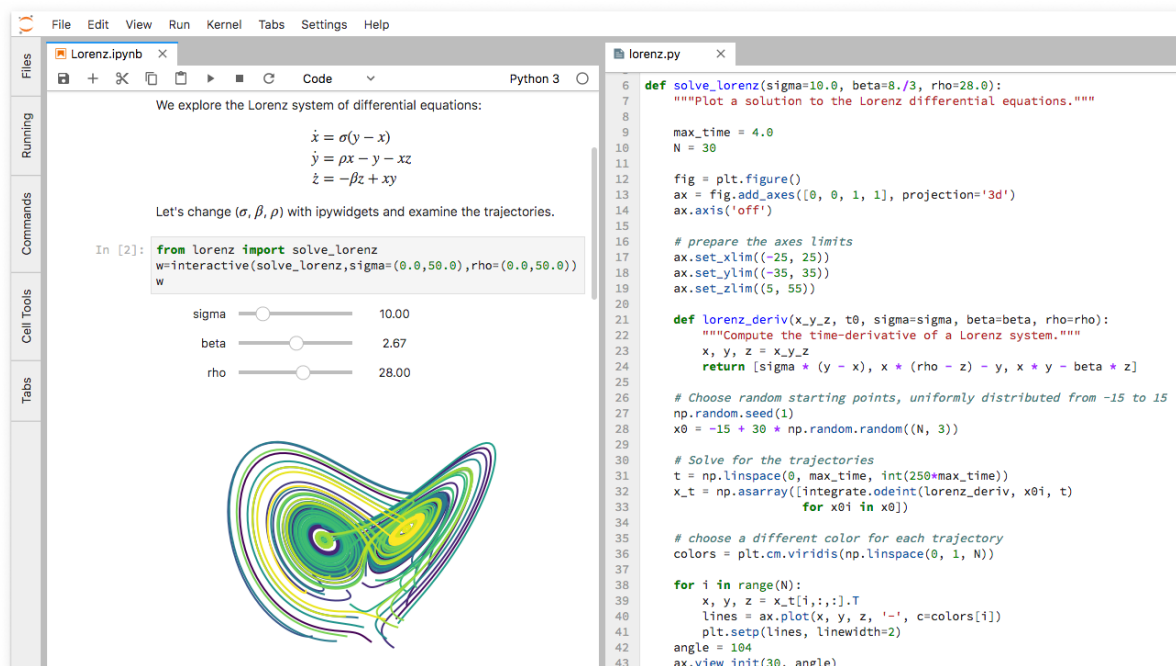 File Edit View Run Kernel Tabs Settings Help
Files
Running
Commands
Cell Tools
Tabs
Lorenz.ipynb
Code
Python 3
We explore the Lorenz system of differential equations:
ẋ = σ(y − x)
ẏ = ρx − y − xz
ż = −βz + xy
Let's change (σ, β, ρ) with ipywidgets and examine the trajectories.
In [2]:
from lorenz import solve_lorenz
w=interactive(solve_lorenz,sigma=(0.0,50.0),rho=(0.0,50.0))
w
sigma 10.00
beta 2.67
rho 28.00
lorenz.py
6 def solve_lorenz(sigma=10.0, beta=8./3, rho=28.0):
7 """Plot a solution to the Lorenz differential equations."""
8
9 max_time = 4.0
10 N = 30
11
12 fig = plt.figure()
13 ax = fig.add_axes([0, 0, 1, 1], projection='3d')
14 ax.axis('off')
15
16 # prepare the axes limits
17 ax.set_xlim((-25, 25))
18 ax.set_ylim((-35, 35))
19 ax.set_zlim((5, 55))
20
21 def lorenz_deriv(x_y_z, t0, sigma=sigma, beta=beta, rho=rho):
22 """Compute the time-derivative of a Lorenz system."""
23 x, y, z = x_y_z
24 return [sigma * (y - x), x * (rho - z) - y, x * y - beta * z]
25
26 # Choose random starting points, uniformly distributed from -15 to 15
27 np.random.seed(1)
28 x0 = -15 + 30 * np.random.random((N, 3))
29
30 # Solve for the trajectories
31 t = np.linspace(0, max_time, int(250*max_time))
32 x_t = np.asarray([integrate.odeint(lorenz_deriv, x0i, t)
33 for x0i in x0])
34
35 # choose a different color for each trajectory
36 colors = plt.cm.viridis(np.linspace(0, 1, N))
37
38 for i in range(N):
39 x, y, z = x_t[i,:,:].T
40 lines = ax.plot(x, y, z, '-', c=colors[i])
41 plt.setp(lines, linewidth=2)
42 angle = 104
43 ax.view_init(30, angle)